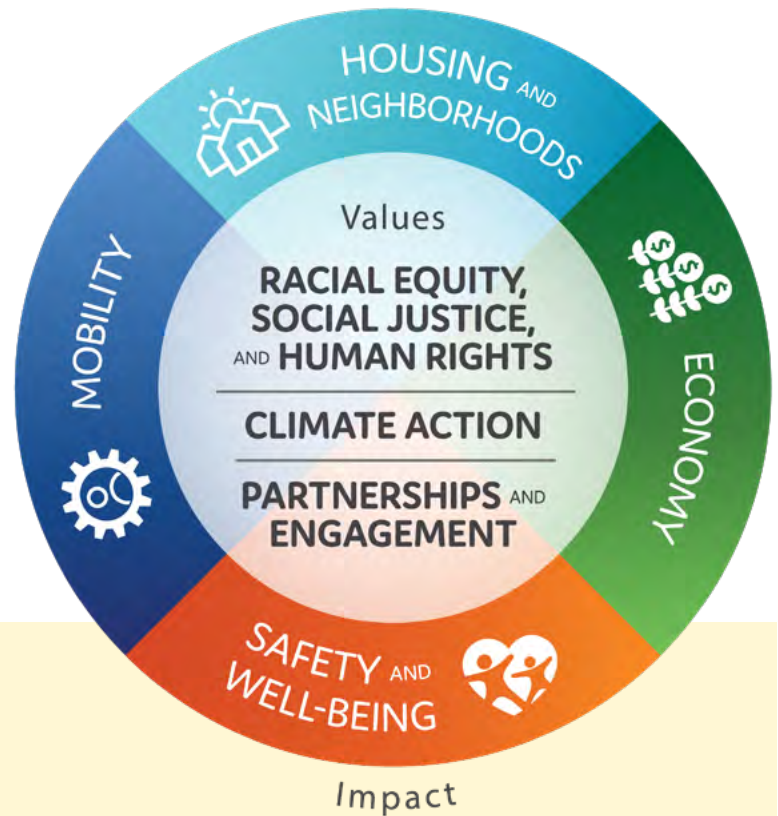 HOUSING AND
NEIGHBORHOODS
MOBILITY
Values
RACIAL EQUITY,
SOCIAL JUSTICE,
AND HUMAN RIGHTS
CLIMATE ACTION
PARTNERSHIPS AND
ENGAGEMENT
$
$
$
ECONOMY
SAFETY AND
WELL-BEING
Impact